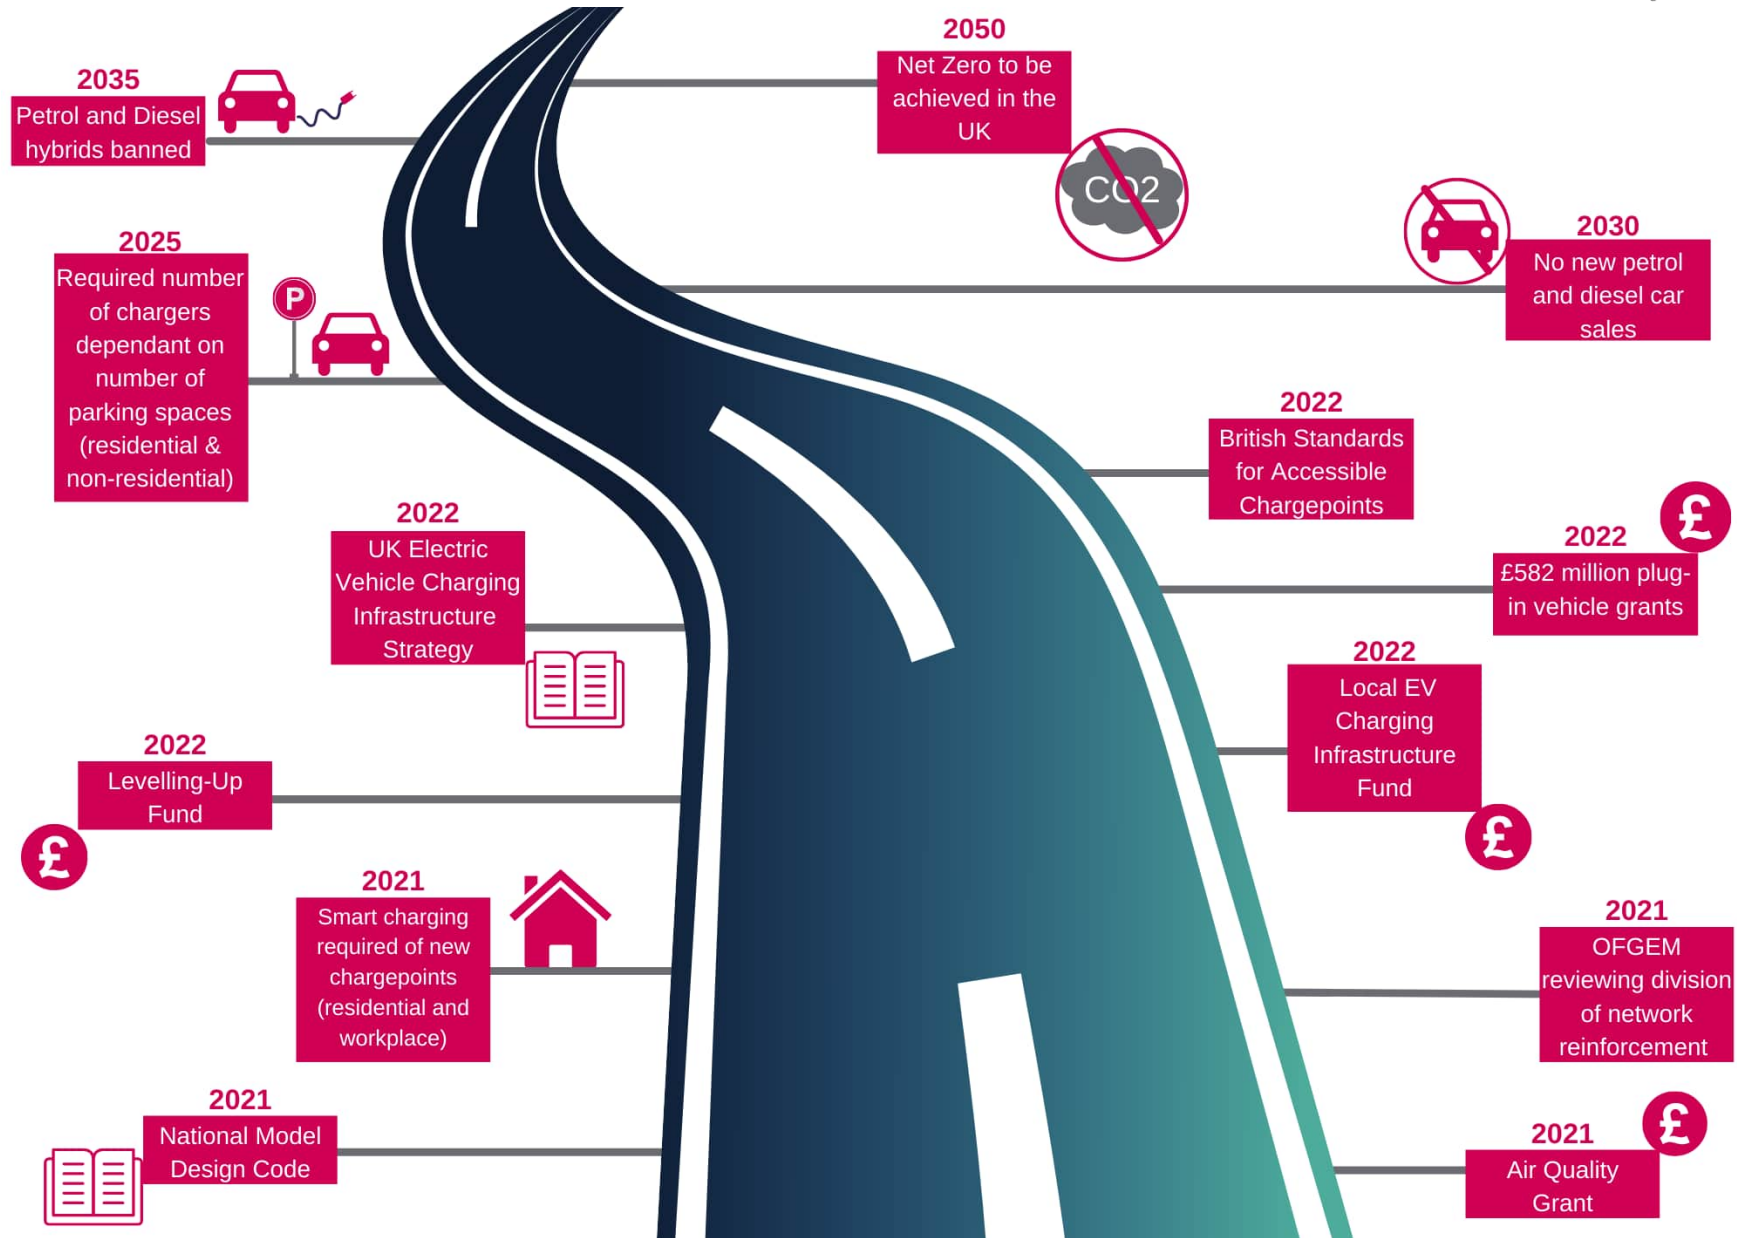 2050
Net Zero to be
achieved in the
UK
CO2
2035
Petrol and Diesel
hybrids banned
2030
No new petrol
and diesel car
sales
2025
Required number
of chargers
dependant on
number of
parking spaces
(residential &
non-residential)
P
2022
British Standards
for Accessible
Chargepoints
2022
UK Electric
Vehicle Charging
Infrastructure
Strategy
£
2022
£582 million plug-
in vehicle grants
2022
Local EV
Charging
Infrastructure
Fund
£
2022
Levelling-Up
Fund
£
2021
Smart charging
required of new
chargepoints
(residential and
workplace)
2021
OFGEM
reviewing division
of network
reinforcement
2021
National Model
Design Code
£
2021
Air Quality
Grant